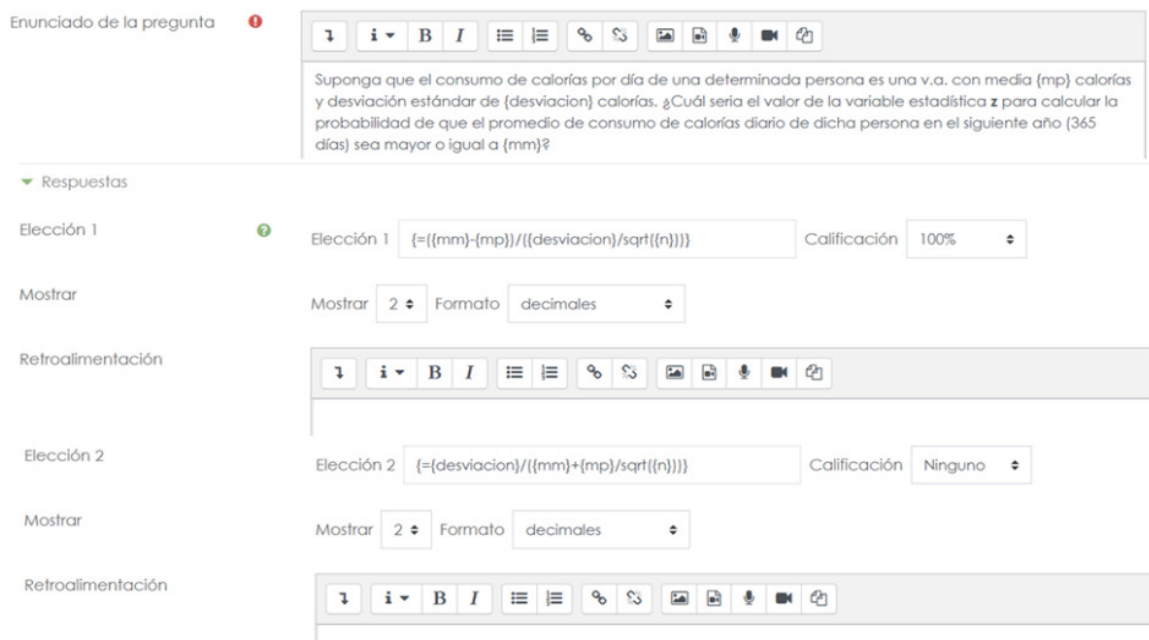 Enunciado de la pregunta
Suponga que el consumo de calorías por día de una determinada persona es una v.a. con media {mp} calorías
y desviación estándar de {desviacion} calorías. ¿Cuál seria el valor de la variable estadística z para calcular la
probabilidad de que el promedio de consumo de calorías diario de dicha persona en el siguiente año (365
días) sea mayor o igual a {mm}?
Respuestas
Elección 1
Elección 1 {=({mm}-{mp})/({desviacion}/sqrt({n}))} Calificación 100%
Mostrar
Mostrar 2 Formato decimales
Retroalimentación
Elección 2
Elección 2 {={desviacion}/({mm}+{mp}/sqrt({n}))} Calificación Ninguno
Mostrar
Mostrar 2 Formato decimales
Retroalimentación